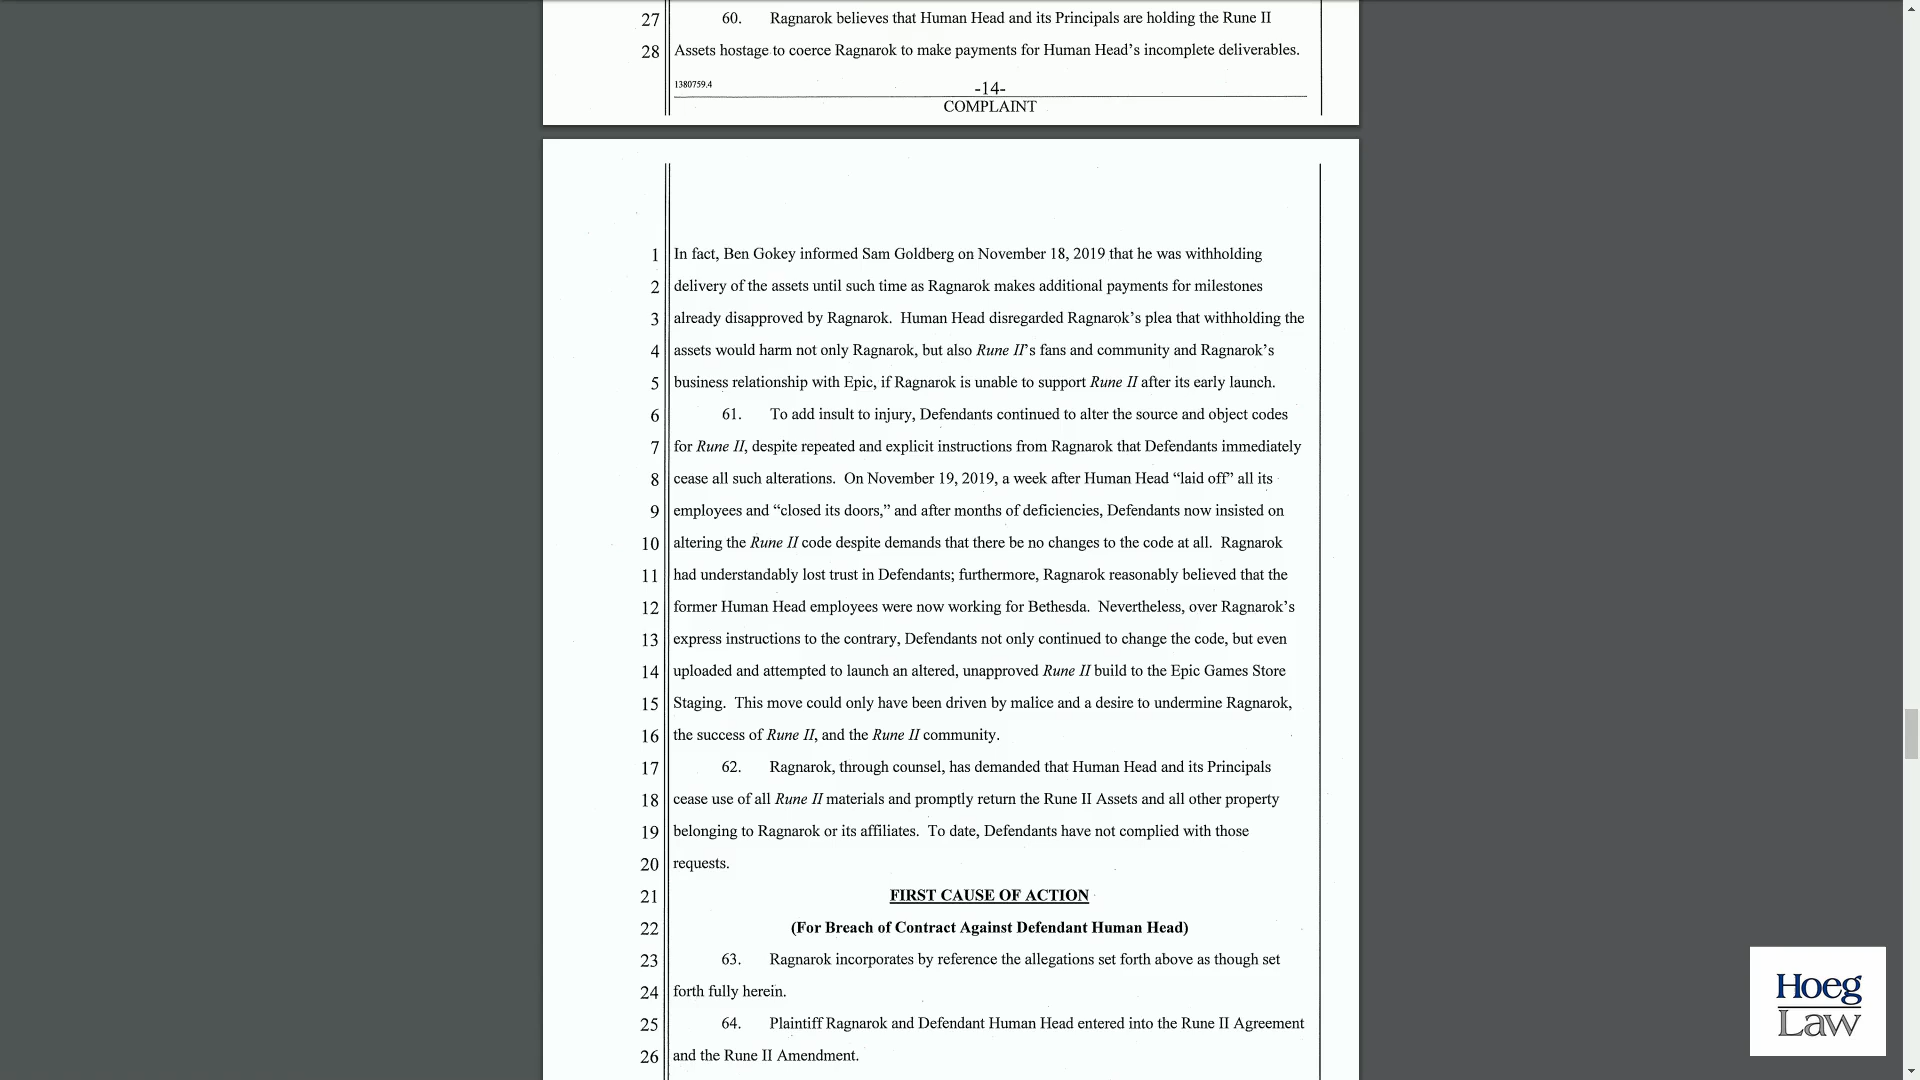 27 60. Ragnarok believes that Human Head and its Principals are holding the Rune II
28 Assets hostage to coerce Ragnarok to make payments for Human Head's incomplete deliverables.
1380759.4
-14-
COMPLAINT
1 In fact, Ben Gokey informed Sam Goldberg on November 18, 2019 that he was withholding
2 delivery of the assets until such time as Ragnarok makes additional payments for milestones
3 already disapproved by Ragnarok. Human Head disregarded Ragnarok's plea that withholding the
4 assets would harm not only Ragnarok, but also Rune II's fans and community and Ragnarok's
5 business relationship with Epic, if Ragnarok is unable to support Rune II after its early launch.
6 61. To add insult to injury, Defendants continued to alter the source and object codes
7 for Rune II, despite repeated and explicit instructions from Ragnarok that Defendants immediately
8 cease all such alterations. On November 19, 2019, a week after Human Head “laid off” all its
9 employees and “closed its doors,” and after months of deficiencies, Defendants now insisted on
10 altering the Rune II code despite demands that there be no changes to the code at all. Ragnarok
11 had understandably lost trust in Defendants; furthermore, Ragnarok reasonably believed that the
12 former Human Head employees were now working for Bethesda. Nevertheless, over Ragnarok's
13 express instructions to the contrary, Defendants not only continued to change the code, but even
14 uploaded and attempted to launch an altered, unapproved Rune II build to the Epic Games Store
15 Staging. This move could only have been driven by malice and a desire to undermine Ragnarok,
16 the success of Rune II, and the Rune II community.
17 62. Ragnarok, through counsel, has demanded that Human Head and its Principals
18 cease use of all Rune II materials and promptly return the Rune II Assets and all other property
19 belonging to Ragnarok or its affiliates. To date, Defendants have not complied with those
20 requests.
21 FIRST CAUSE OF ACTION
22 (For Breach of Contract Against Defendant Human Head)
23 63. Ragnarok incorporates by reference the allegations set forth above as though set
24 forth fully herein.
25 64. Plaintiff Ragnarok and Defendant Human Head entered into the Rune II Agreement
26 and the Rune II Amendment.
Hoeg
Law